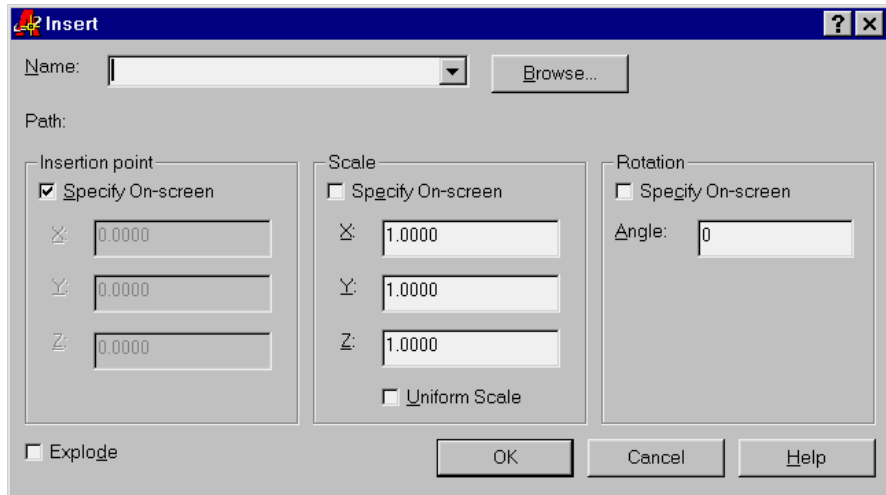 Insert
Name:
Browse...
Path:
Insertion point
Specify On-screen
X: 0.0000
Y: 0.0000
Z: 0.0000
Scale
Specify On-screen
X: 1.0000
Y: 1.0000
Z: 1.0000
Uniform Scale
Rotation
Specify On-screen
Angle: 0
Explode
OK
Cancel
Help